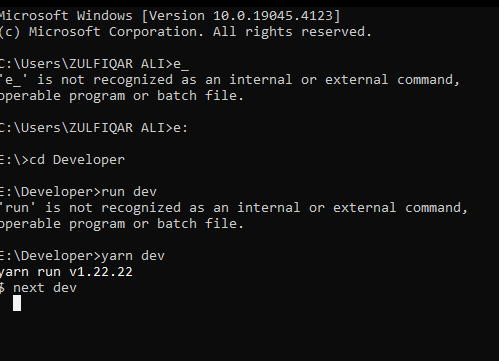 Microsoft Windows [Version 10.0.19045.4123]
(c) Microsoft Corporation. All rights reserved.
C:\Users\ZULFIQAR ALI>e_
'e_' is not recognized as an internal or external command,
operable program or batch file.
C:\Users\ZULFIQAR ALI>e:
E:\>cd Developer
E:\Developer>run dev
'run' is not recognized as an internal or external command,
operable program or batch file.
E:\Developer>yarn dev
yarn run v1.22.22
$ next dev